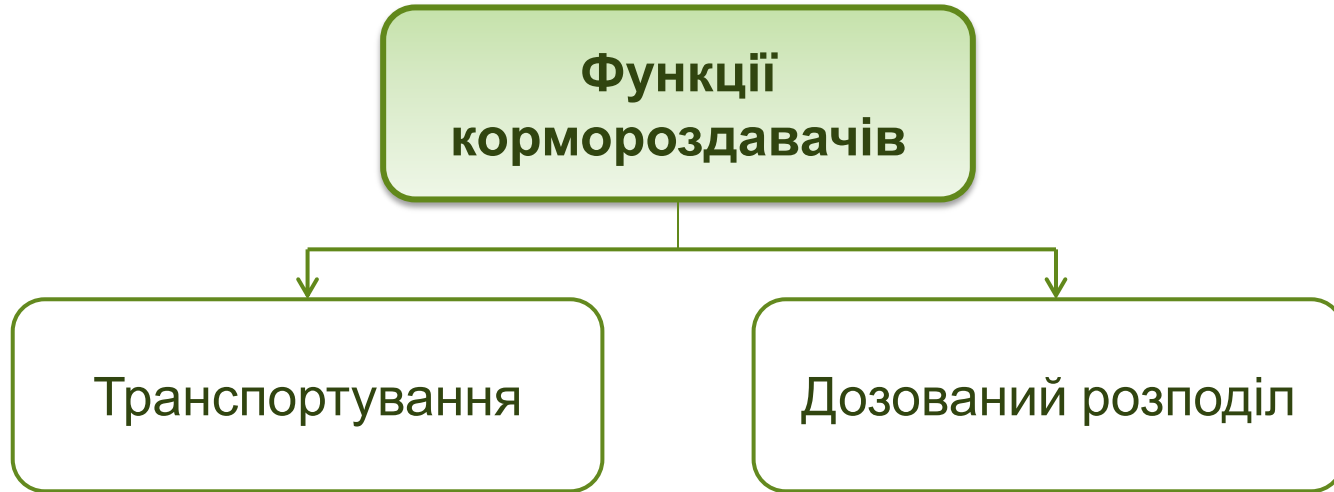 Функції
кормороздавачів
Транспортування
Дозований розподіл